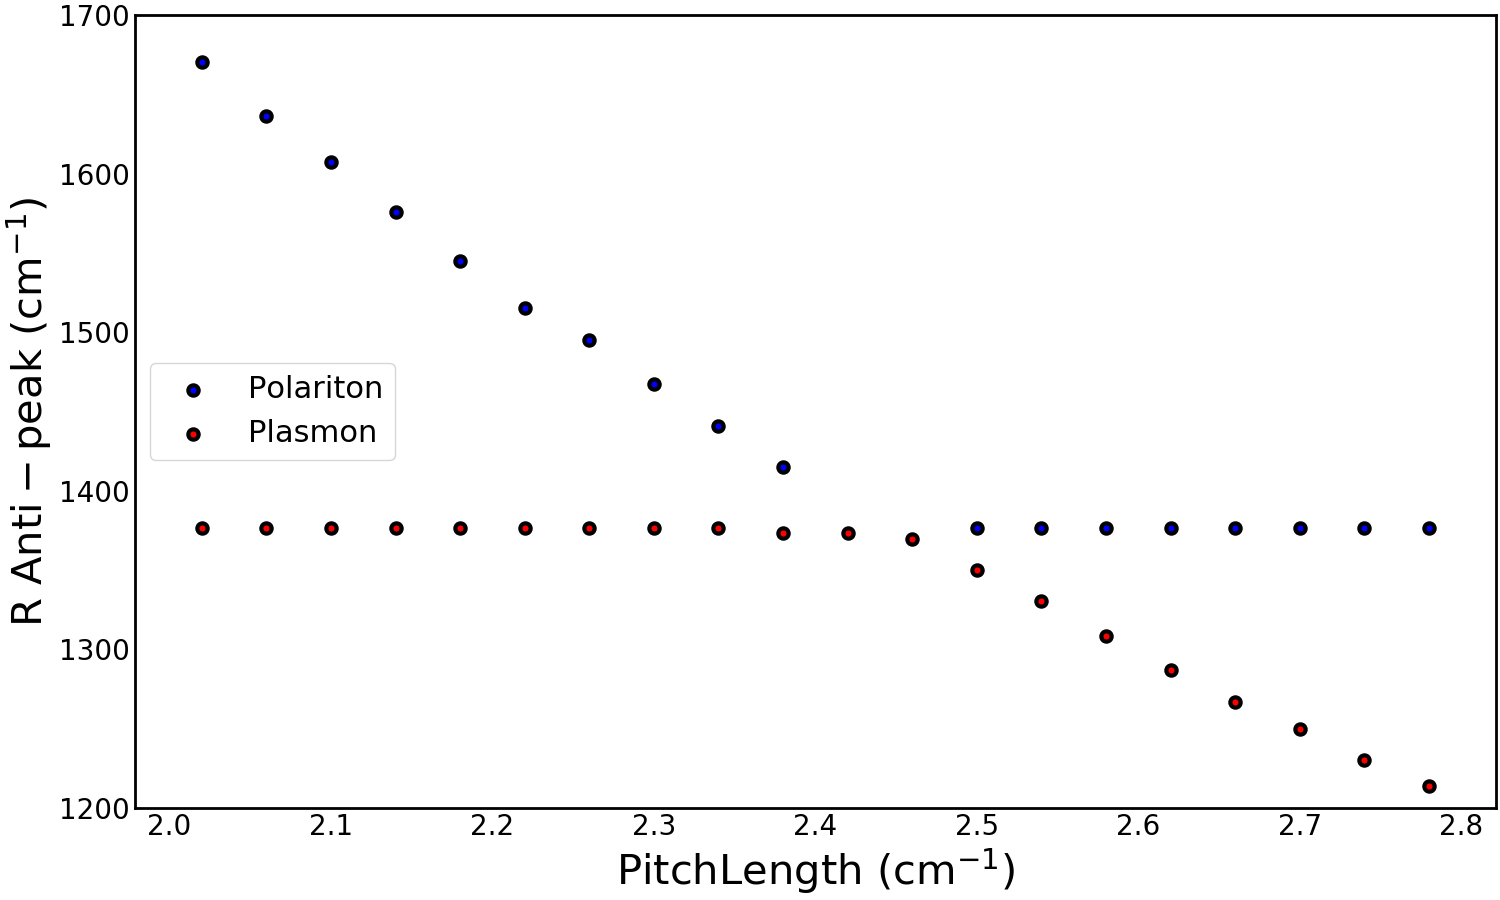 1700
1600
1500
1400
1300
1200
R Anti − peak (cm⁻¹)
Polariton
Plasmon
2.0 2.1 2.2 2.3 2.4 2.5 2.6 2.7 2.8
PitchLength (cm⁻¹)